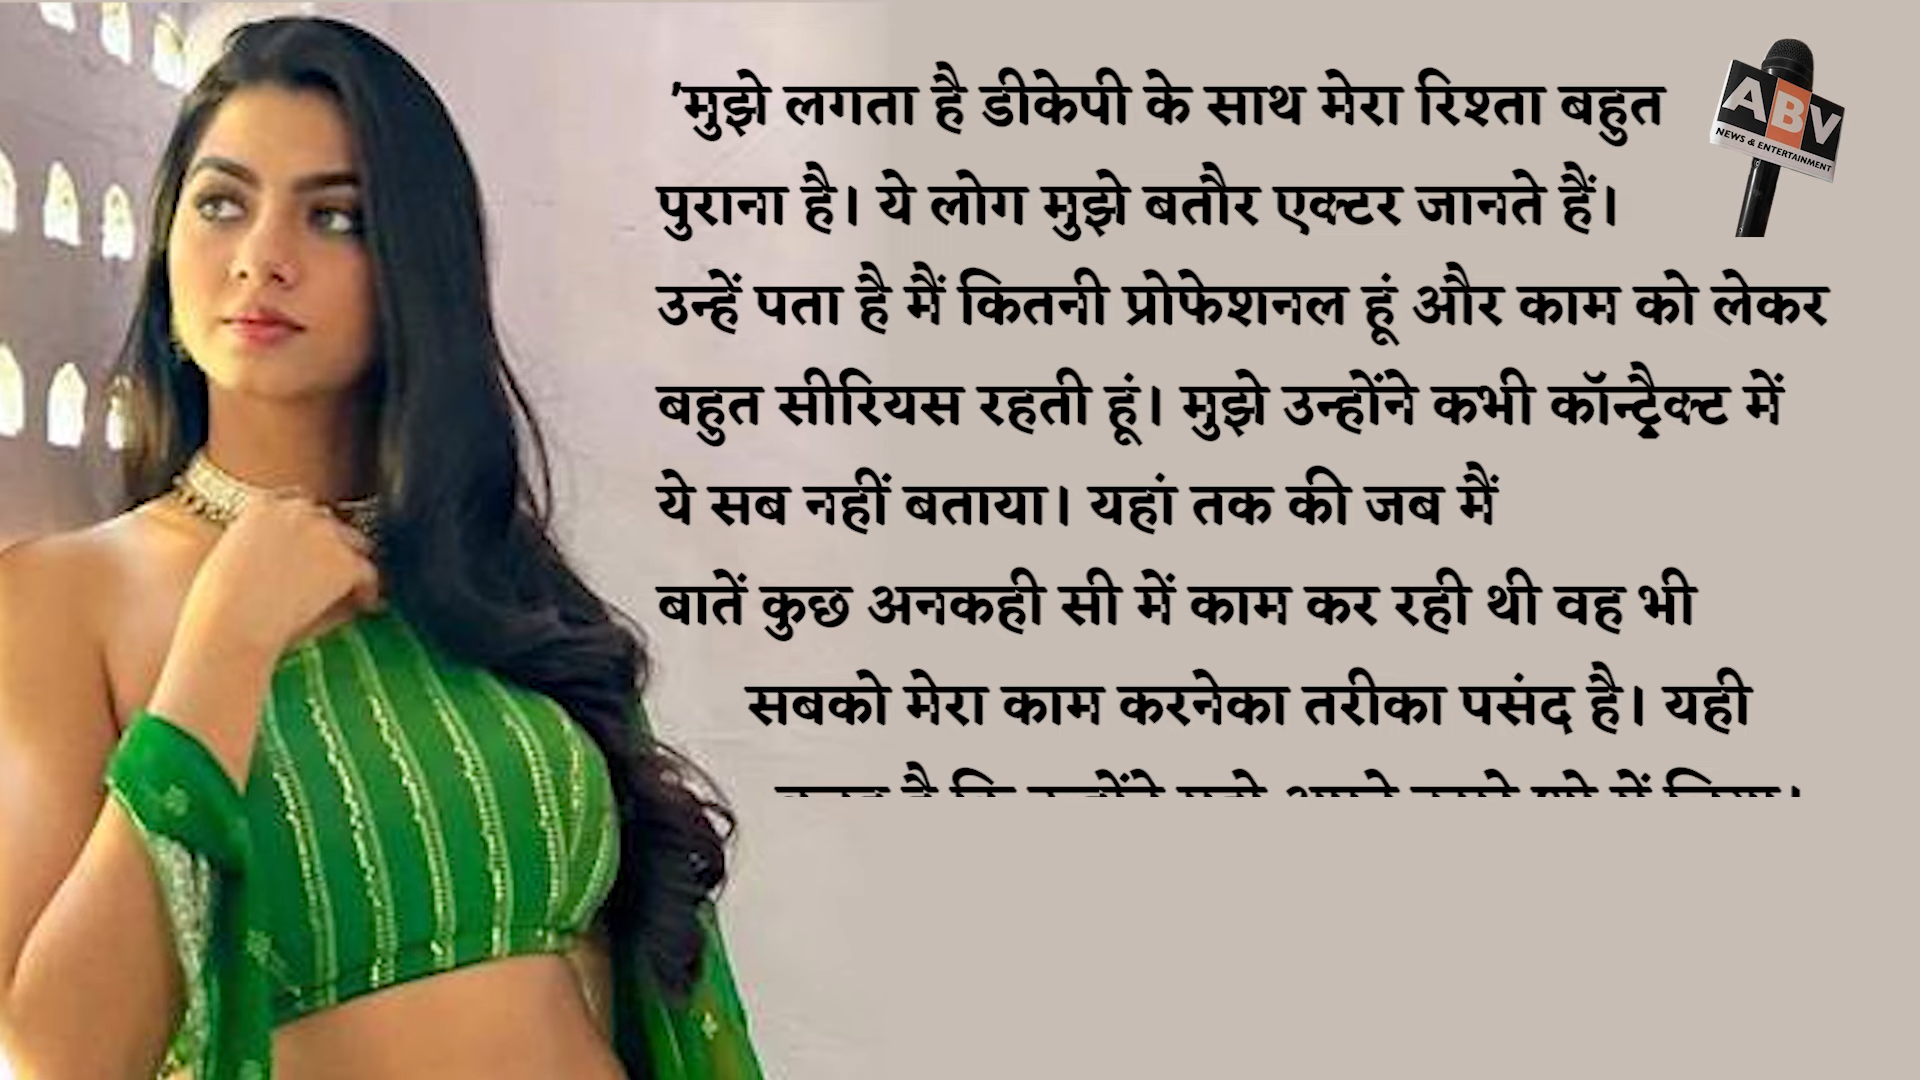 'मुझे लगता है डीकेपी के साथ मेरा रिश्ता बहुत
पुराना है। ये लोग मुझे बतौर एक्टर जानते हैं।
उन्हें पता है मैं कितनी प्रोफेशनल हूं और काम को लेकर
बहुत सीरियस रहती हूं। मुझे उन्होंने कभी कॉन्ट्रैक्ट में
ये सब नहीं बताया। यहां तक की जब मैं
बातें कुछ अनकही सी में काम कर रही थी वह भी
सबको मेरा काम करनेका तरीका पसंद है। यही
ABV
NEWS & ENTERTAINMENT